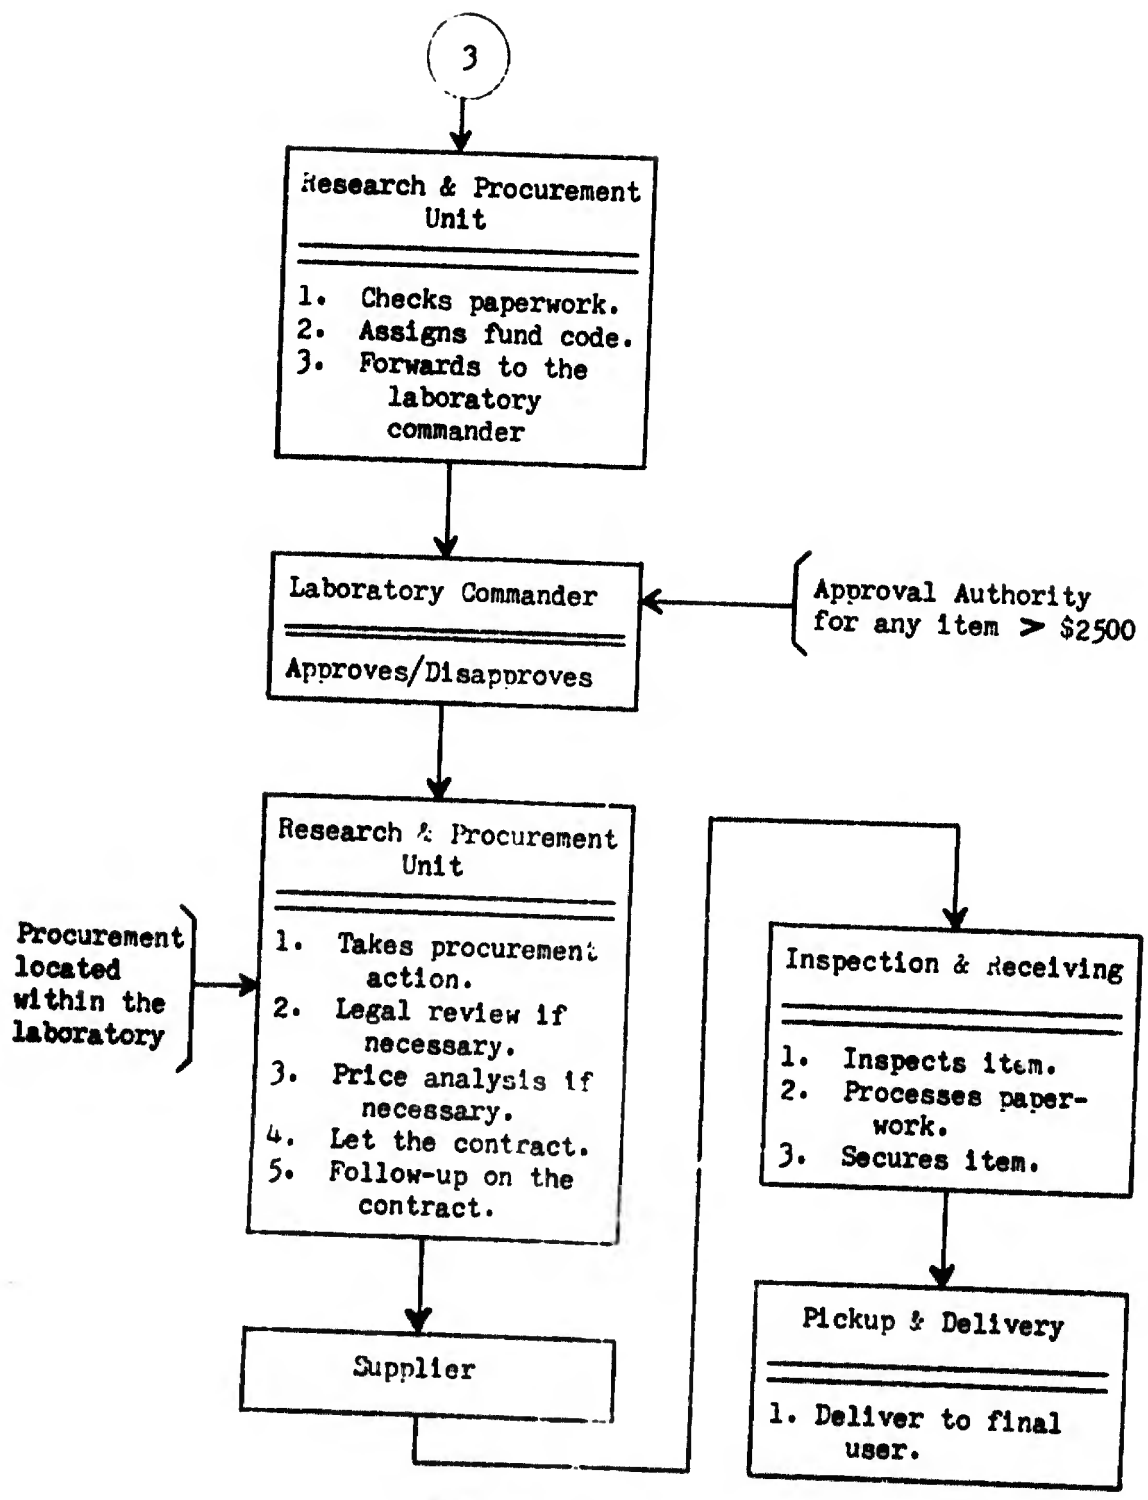 3
Research & Procurement
Unit
1. Checks paperwork.
2. Assigns fund code.
3. Forwards to the
laboratory
commander
Laboratory Commander
Approves/Disapproves
Approval Authority
for any item > $2500
Research & Procurement
Unit
1. Takes procurement
action.
2. Legal review if
necessary.
3. Price analysis if
necessary.
4. Let the contract.
5. Follow-up on the
contract.
Procurement
located
within the
laboratory
Supplier
Inspection & Receiving
1. Inspects item.
2. Processes paper-
work.
3. Secures item.
Pickup & Delivery
1. Deliver to final
user.